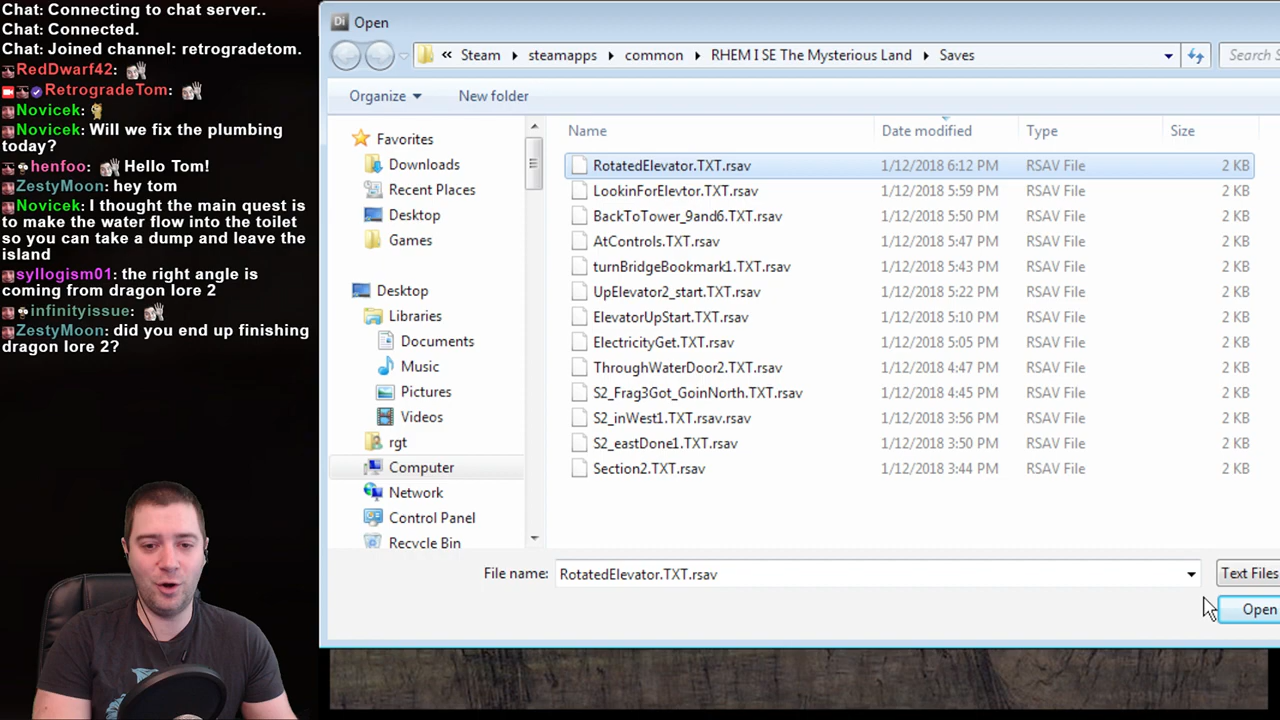 Chat: Connecting to chat server..
Chat: Connected.
Chat: Joined channel: retrogradetom.
RedDwarf42:
RetrogradeTom:
Novicek:
Novicek: Will we fix the plumbing
today?
henfoo: Hello Tom!
ZestyMoon: hey tom
Novicek: I thought the main quest is
to make the water flow into the toilet
so you can take a dump and leave the
island
syllogism01: the right angle is
coming from dragon lore 2
infinityissue:
ZestyMoon: did you end up finishing
dragon lore 2?
Di Open
« Steam steamapps common RHEM I SE The Mysterious Land Saves
Search S
Organize New folder
Favorites
Downloads
Recent Places
Desktop
Games
Desktop
Libraries
Documents
Music
Pictures
Videos
rgt
Computer
Network
Control Panel
Recycle Bin
Name Date modified Type Size
RotatedElevator.TXT.rsav 1/12/2018 6:12 PM RSAV File 2 KB
LookinForElevtor.TXT.rsav 1/12/2018 5:59 PM RSAV File 2 KB
BackToTower_9and6.TXT.rsav 1/12/2018 5:50 PM RSAV File 2 KB
AtControls.TXT.rsav 1/12/2018 5:47 PM RSAV File 2 KB
turnBridgeBookmark1.TXT.rsav 1/12/2018 5:43 PM RSAV File 2 KB
UpElevator2_start.TXT.rsav 1/12/2018 5:22 PM RSAV File 2 KB
ElevatorUpStart.TXT.rsav 1/12/2018 5:10 PM RSAV File 2 KB
ElectricityGet.TXT.rsav 1/12/2018 5:05 PM RSAV File 2 KB
ThroughWaterDoor2.TXT.rsav 1/12/2018 4:47 PM RSAV File 2 KB
S2_Frag3Got_GoinNorth.TXT.rsav 1/12/2018 4:45 PM RSAV File 2 KB
S2_inWest1.TXT.rsav.rsav 1/12/2018 3:56 PM RSAV File 2 KB
S2_eastDone1.TXT.rsav 1/12/2018 3:50 PM RSAV File 2 KB
Section2.TXT.rsav 1/12/2018 3:44 PM RSAV File 2 KB
File name: RotatedElevator.TXT.rsav
Text Files
Open